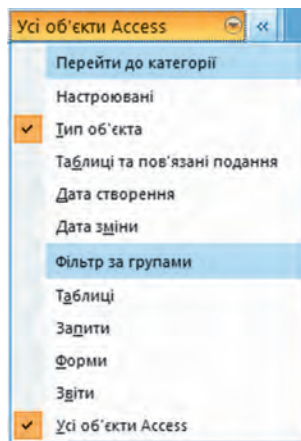 Усі об'єкти Access «
Перейти до категорії
Настроювані
Тип об'єкта
Таблиці та пов'язані подання
Дата створення
Дата зміни
Фільтр за групами
Таблиці
Запити
Форми
Звіти
Усі об'єкти Access